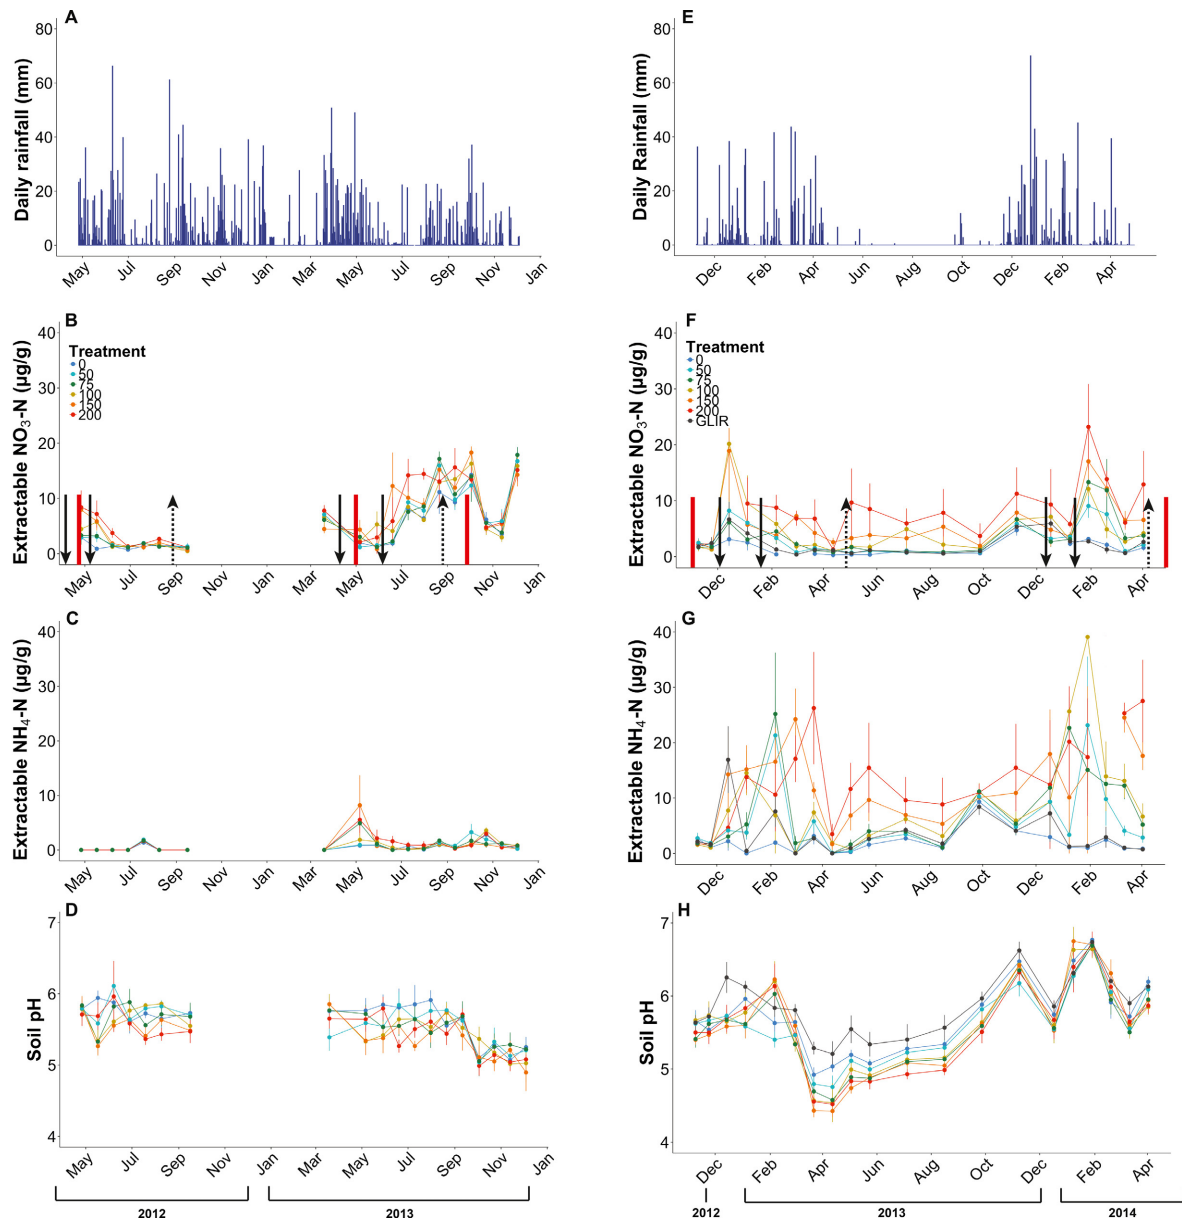 A
Daily rainfall (mm)
80
60
40
20
0
May Jul Sep Nov Jan Mar May Jul Sep Nov Jan
E
Daily Rainfall (mm)
80
60
40
20
0
Dec Feb Apr Jun Aug Oct Dec Feb Apr
B
Extractable NO3-N (µg/g)
40
30
20
10
0
Treatment
0
50
75
100
150
200
May Jul Sep Nov Jan Mar May Jul Sep Nov Jan
F
Extractable NO3-N (µg/g)
40
30
20
10
0
Treatment
0
50
75
100
150
200
GLIR
Dec Feb Apr Jun Aug Oct Dec Feb Apr
C
Extractable NH4-N (µg/g)
40
30
20
10
0
May Jul Sep Nov Jan Mar May Jul Sep Nov Jan
G
Extractable NH4-N (µg/g)
40
30
20
10
0
Dec Feb Apr Jun Aug Oct Dec Feb Apr
D
Soil pH
7
6
5
4
May Jul Sep Nov Jan Mar May Jul Sep Nov Jan
2012 2013
H
Soil pH
7
6
5
4
Dec Feb Apr Jun Aug Oct Dec Feb Apr
2012 2013 2014